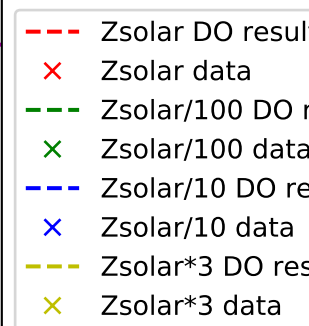 Zsolar DO resul
Zsolar data
Zsolar/100 DO
Zsolar/100 data
Zsolar/10 DO re
Zsolar/10 data
Zsolar*3 DO res
Zsolar*3 data